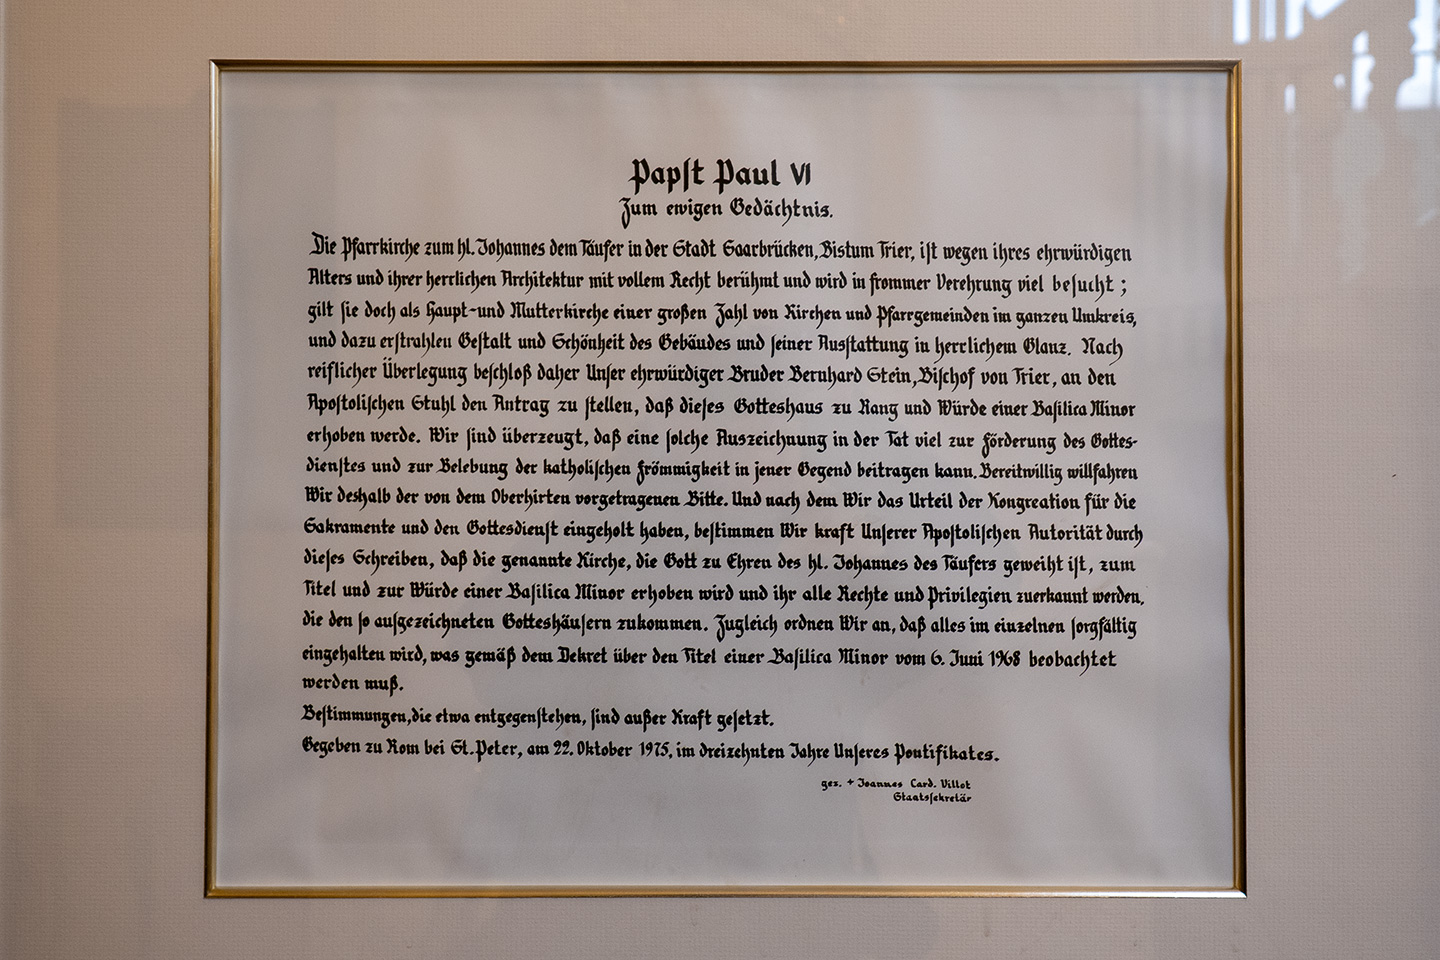 Papst Paul VI
Zum ewigen Gedächtnis.
Die Pfarrkirche zum hl. Johannes dem Täufer in der Stadt Saarbrücken, Bistum Trier, ist wegen ihres ehrwürdigen
Alters und ihrer herrlichen Architektur mit vollem Recht berühmt und wird in frommer Verehrung viel besucht ;
gilt sie doch als Haupt-und Mutterkirche einer großen Zahl von Kirchen und Pfarrgemeinden im ganzen Umkreis,
und dazu erstrahlen Gestalt und Schönheit des Gebäudes und seiner Ausstattung in herrlichem Glanz. Nach
reiflicher Überlegung beschloß daher Unser ehrwürdiger Bruder Bernhard Stein, Bischof von Trier, an den
Apostolischen Stuhl den Antrag zu stellen, daß dieses Gotteshaus zu Rang und Würde einer Basilica Minor
erhoben werde. Wir sind überzeugt, daß eine solche Auszeichnung in der Tat viel zur Förderung des Gottes-
dienstes und zur Belebung der katholischen Frömmigkeit in jener Gegend beitragen kann. Bereitwillig willfahren
Wir deshalb der von dem Oberhirten vorgetragenen Bitte. Und nach dem Wir das Urteil der Kongreation für die
Sakramente und den Gottesdienst eingeholt haben, bestimmen Wir kraft Unserer Apostolischen Autorität durch
dieses Schreiben, daß die genannte Kirche, die Gott zu Ehren des hl. Johannes des Täufers geweiht ist, zum
Titel und zur Würde einer Basilica Minor erhoben wird und ihr alle Rechte und Privilegien zuerkannt werden,
die den so ausgezeichneten Gotteshäusern zukommen. Zugleich ordnen Wir an, daß alles im einzelnen sorgfältig
eingehalten wird, was gemäß dem Dekret über den Titel einer Basilica Minor vom 6. Juni 1968 beobachtet
werden muß.
Bestimmungen, die etwa entgegenstehen, sind außer Kraft gesetzt.
Gegeben zu Rom bei St. Peter, am 22. Oktober 1975, im dreizehnten Jahre Unseres Pontifikates.
gez. + Joannes Card. Villot
Staatssekretär